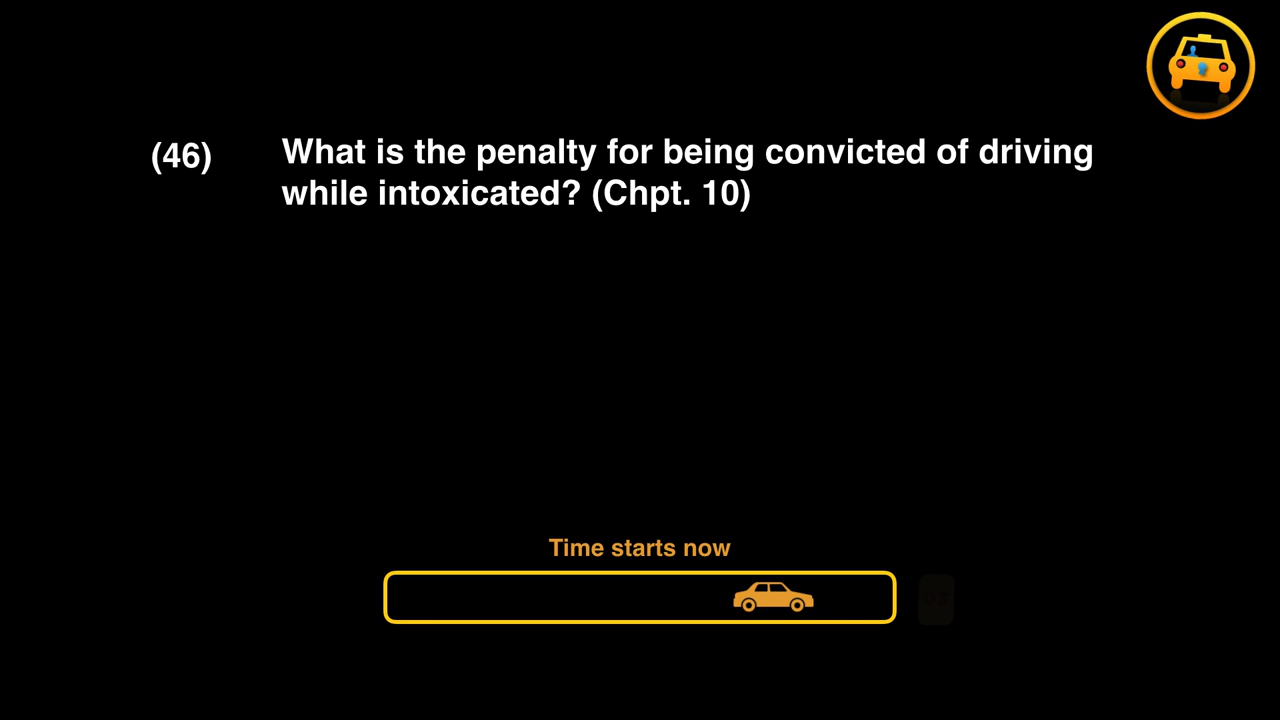 (46) What is the penalty for being convicted of driving
while intoxicated? (Chpt. 10)
Time starts now